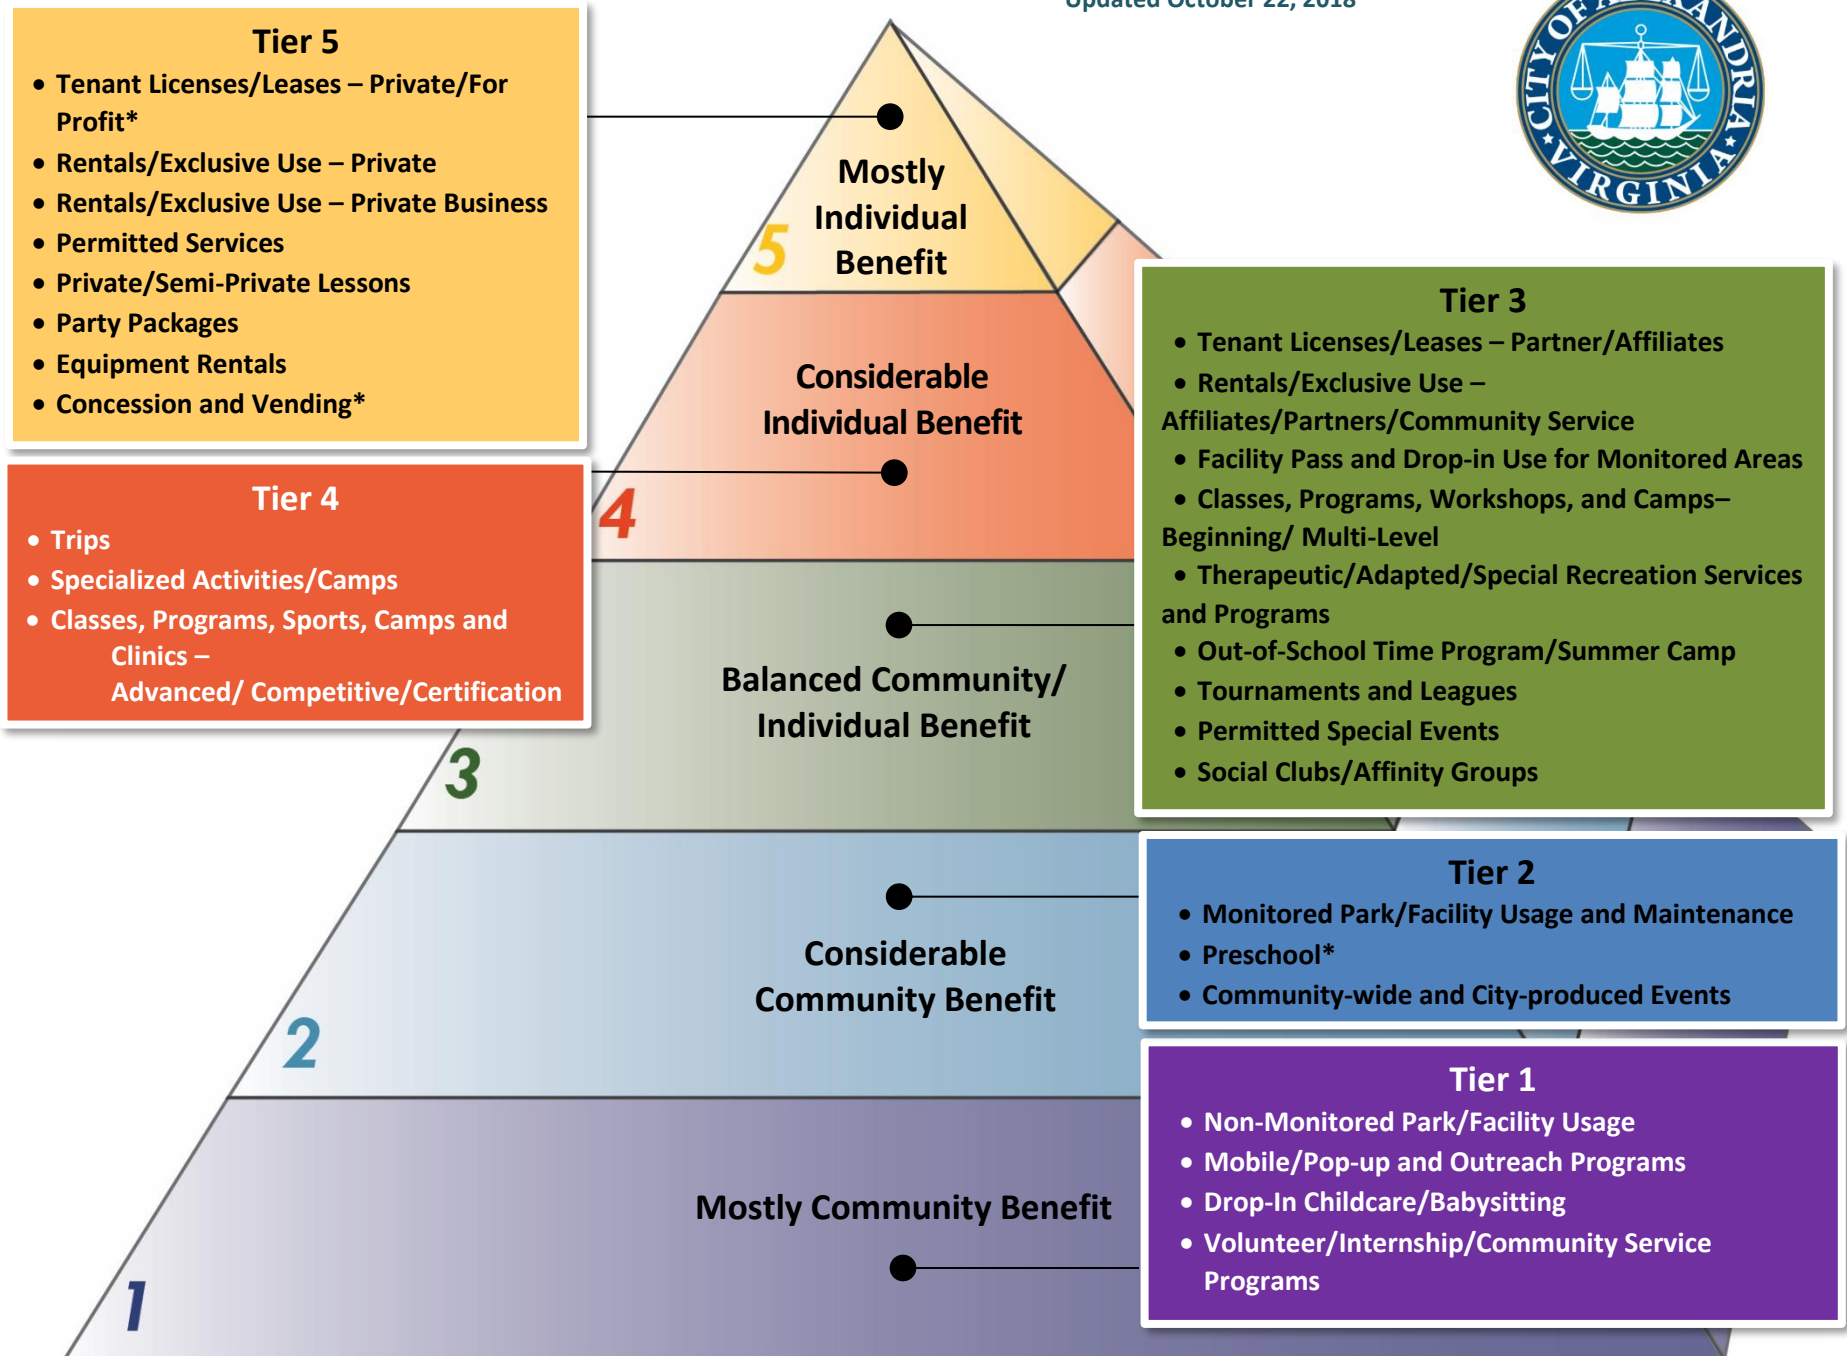 Updated October 22, 2018
CITY OF ALEXANDRIA
VIRGINIA
Tier 5
• Tenant Licenses/Leases – Private/For
Profit*
• Rentals/Exclusive Use – Private
• Rentals/Exclusive Use – Private Business
• Permitted Services
• Private/Semi-Private Lessons
• Party Packages
• Equipment Rentals
• Concession and Vending*
Mostly
Individual
Benefit
5
Tier 4
• Trips
• Specialized Activities/Camps
• Classes, Programs, Sports, Camps and
Clinics –
Advanced/ Competitive/Certification
Considerable
Individual Benefit
4
Tier 3
• Tenant Licenses/Leases – Partner/Affiliates
• Rentals/Exclusive Use –
Affiliates/Partners/Community Service
• Facility Pass and Drop-in Use for Monitored Areas
• Classes, Programs, Workshops, and Camps–
Beginning/ Multi-Level
• Therapeutic/Adapted/Special Recreation Services
and Programs
• Out-of-School Time Program/Summer Camp
• Tournaments and Leagues
• Permitted Special Events
• Social Clubs/Affinity Groups
Balanced Community/
Individual Benefit
3
Tier 2
• Monitored Park/Facility Usage and Maintenance
• Preschool*
• Community-wide and City-produced Events
Considerable
Community Benefit
2
Tier 1
• Non-Monitored Park/Facility Usage
• Mobile/Pop-up and Outreach Programs
• Drop-In Childcare/Babysitting
• Volunteer/Internship/Community Service
Programs
Mostly Community Benefit
1